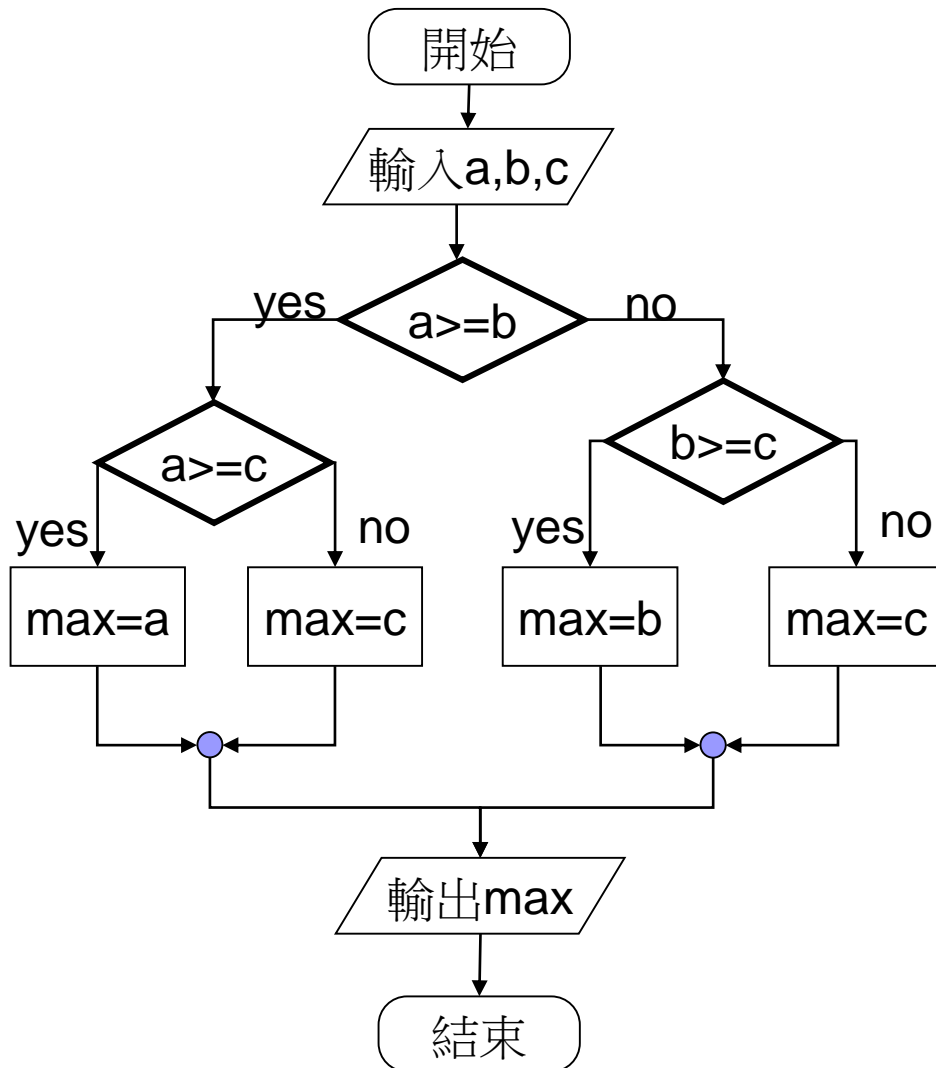 開始
輸入a,b,c
a>=b
yes
no
a>=c
b>=c
yes
no
yes
no
max=a
max=c
max=b
max=c
輸出max
結束